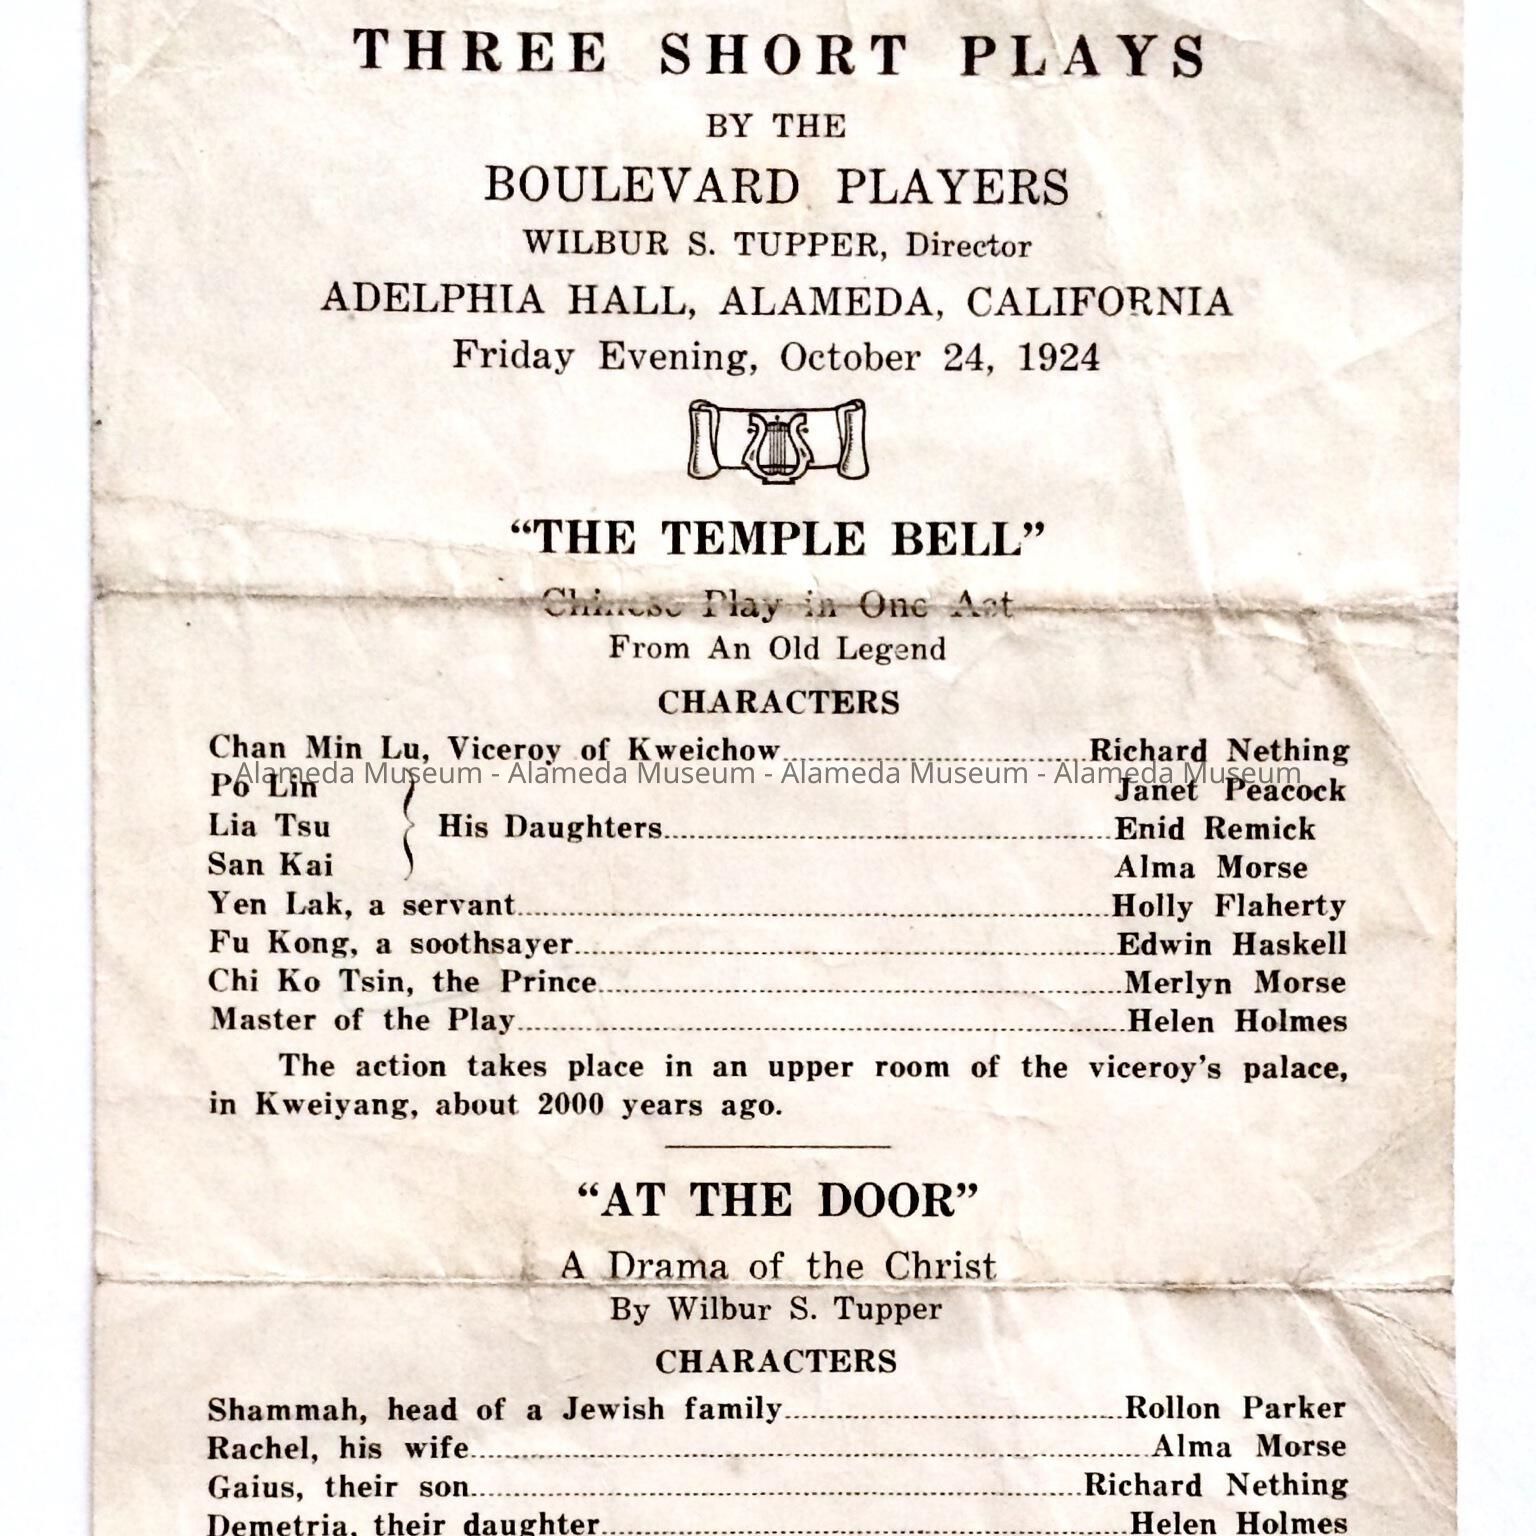 THREE SHORT PLAYS
BY THE
BOULEVARD PLAYERS
WILBUR S. TUPPER, Director
ADELPHIA HALL, ALAMEDA, CALIFORNIA
Friday Evening, October 24, 1924
“THE TEMPLE BELL”
Chinese Play in One Act
From An Old Legend
CHARACTERS
Chan Min Lu, Viceroy of Kweichow Richard Nething
Alameda Museum - Alameda Museum - Alameda Museum - Alameda Museum
Po Lin Janet Peacock
Lia Tsu His Daughters Enid Remick
San Kai Alma Morse
Yen Lak, a servant Holly Flaherty
Fu Kong, a soothsayer Edwin Haskell
Chi Ko Tsin, the Prince Merlyn Morse
Master of the Play Helen Holmes
The action takes place in an upper room of the viceroy’s palace,
in Kweiyang, about 2000 years ago.
“AT THE DOOR”
A Drama of the Christ
By Wilbur S. Tupper
CHARACTERS
Shammah, head of a Jewish family Rollon Parker
Rachel, his wife Alma Morse
Gaius, their son Richard Nething
Demetria, their daughter Helen Holmes